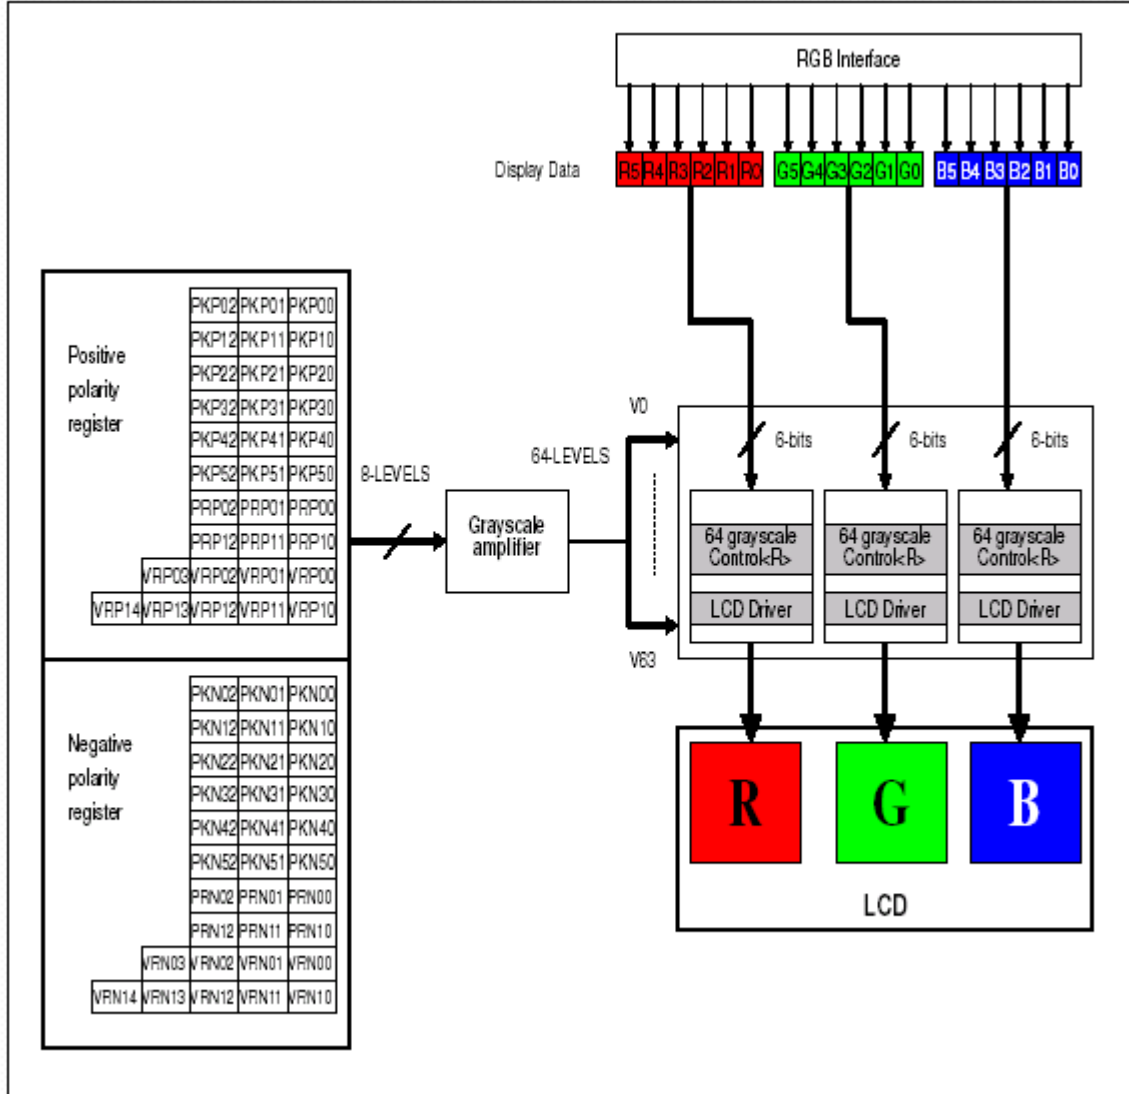 RGB Interface
Display Data
R5 R4 R3 R2 R1 R0 G5 G4 G3 G2 G1 G0 B5 B4 B3 B2 B1 B0
Positive
polarity
register
PKP02 PKP01 PKP00
PKP12 PKP11 PKP10
PKP22 PKP21 PKP20
PKP32 PKP31 PKP30
PKP42 PKP41 PKP40
PKP52 PKP51 PKP50
PRP02 PRP01 PRP00
PRP12 PRP11 PRP10
VRP03 VRP02 VRP01 VRP00
VRP14 VRP13 VRP12 VRP11 VRP10
8-LEVELS
Grayscale
amplifier
64-LEVELS
V0
V63
6-bits 6-bits 6-bits
64 grayscale
Control<R>
LCD Driver
64 grayscale
Control<R>
LCD Driver
64 grayscale
Control<R>
LCD Driver
Negative
polarity
register
PKN02 PKN01 PKN00
PKN12 PKN11 PKN10
PKN22 PKN21 PKN20
PKN32 PKN31 PKN30
PKN42 PKN41 PKN40
PKN52 PKN51 PKN50
PRN02 PRN01 PRN00
PRN12 PRN11 PRN10
VRN03 VRN02 VRN01 VRN00
VRN14 VRN13 VRN12 VRN11 VRN10
R G B
LCD